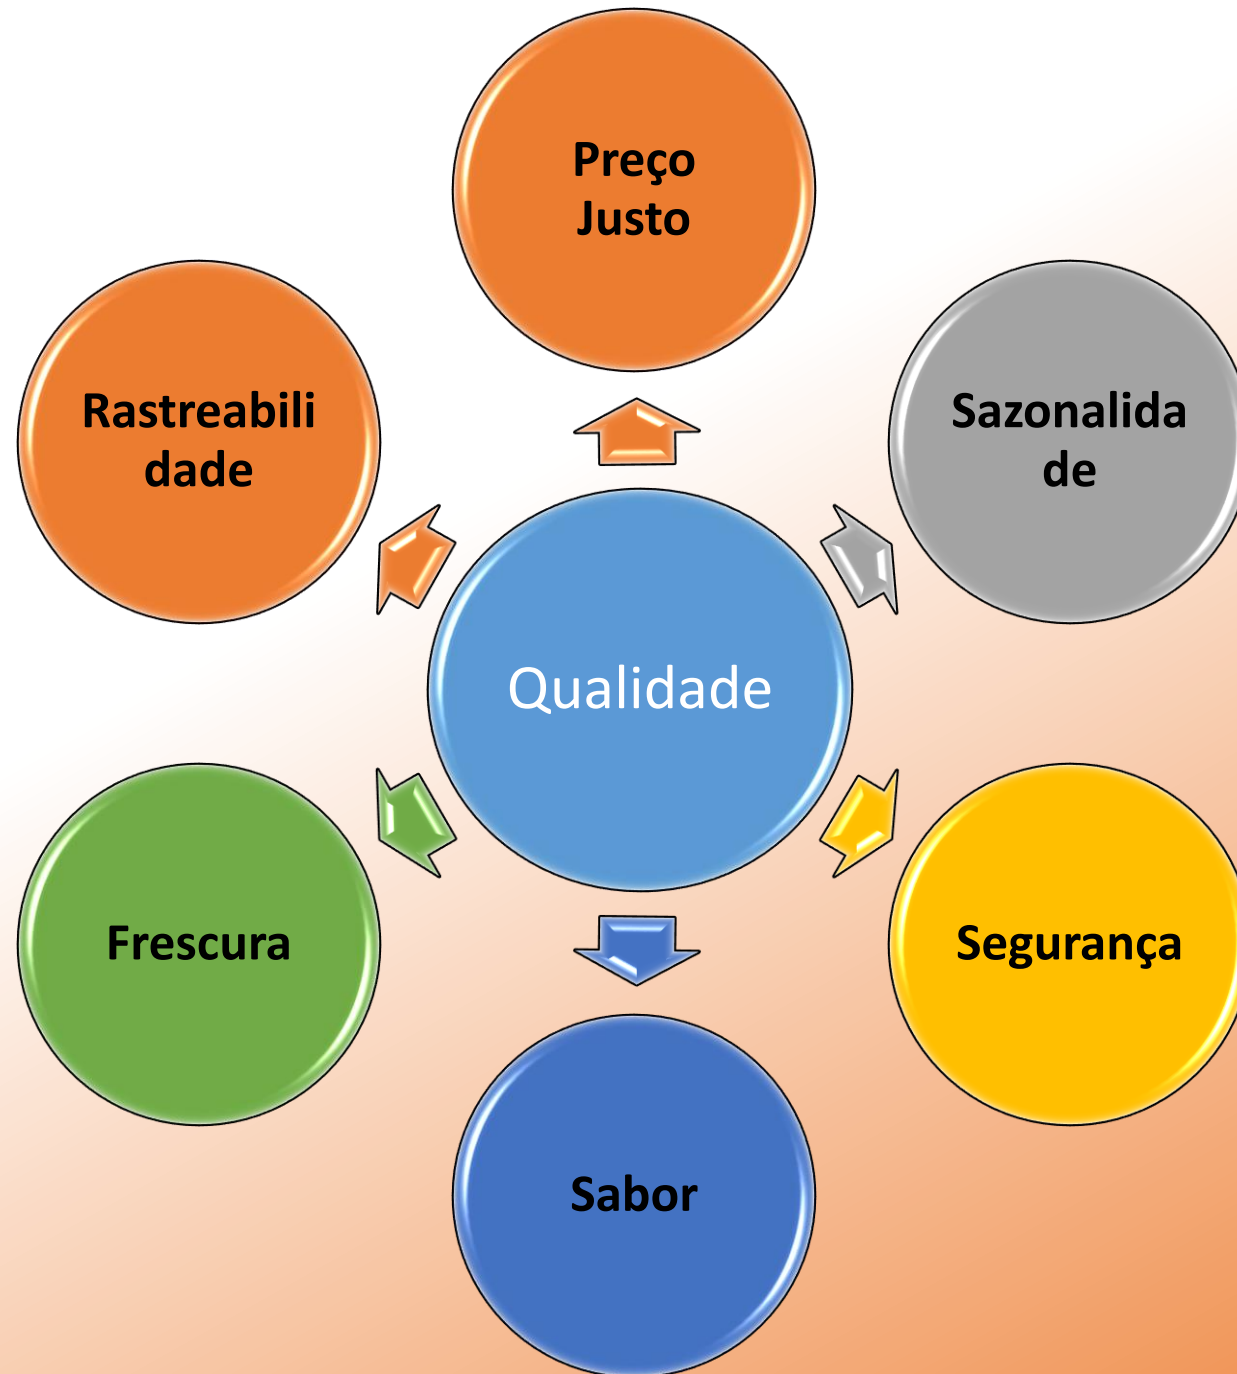 Preço
Justo
Rastreabili
dade
Sazonalida
de
Qualidade
Frescura
Segurança
Sabor